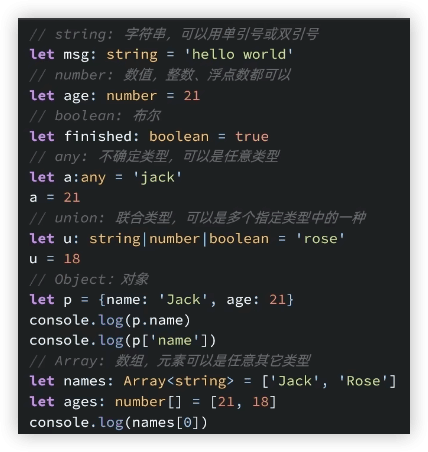 // string: 字符串，可以用单引号或双引号
let msg: string = 'hello world'
// number: 数值，整数、浮点数都可以
let age: number = 21
// boolean: 布尔
let finished: boolean = true
// any: 不确定类型，可以是任意类型
let a:any = 'jack'
a = 21
// union: 联合类型，可以是多个指定类型中的一种
let u: string|number|boolean = 'rose'
u = 18
// Object: 对象
let p = {name: 'Jack', age: 21}
console.log(p.name)
console.log(p['name'])
// Array: 数组，元素可以是任意其它类型
let names: Array<string> = ['Jack', 'Rose']
let ages: number[] = [21, 18]
console.log(names[0])